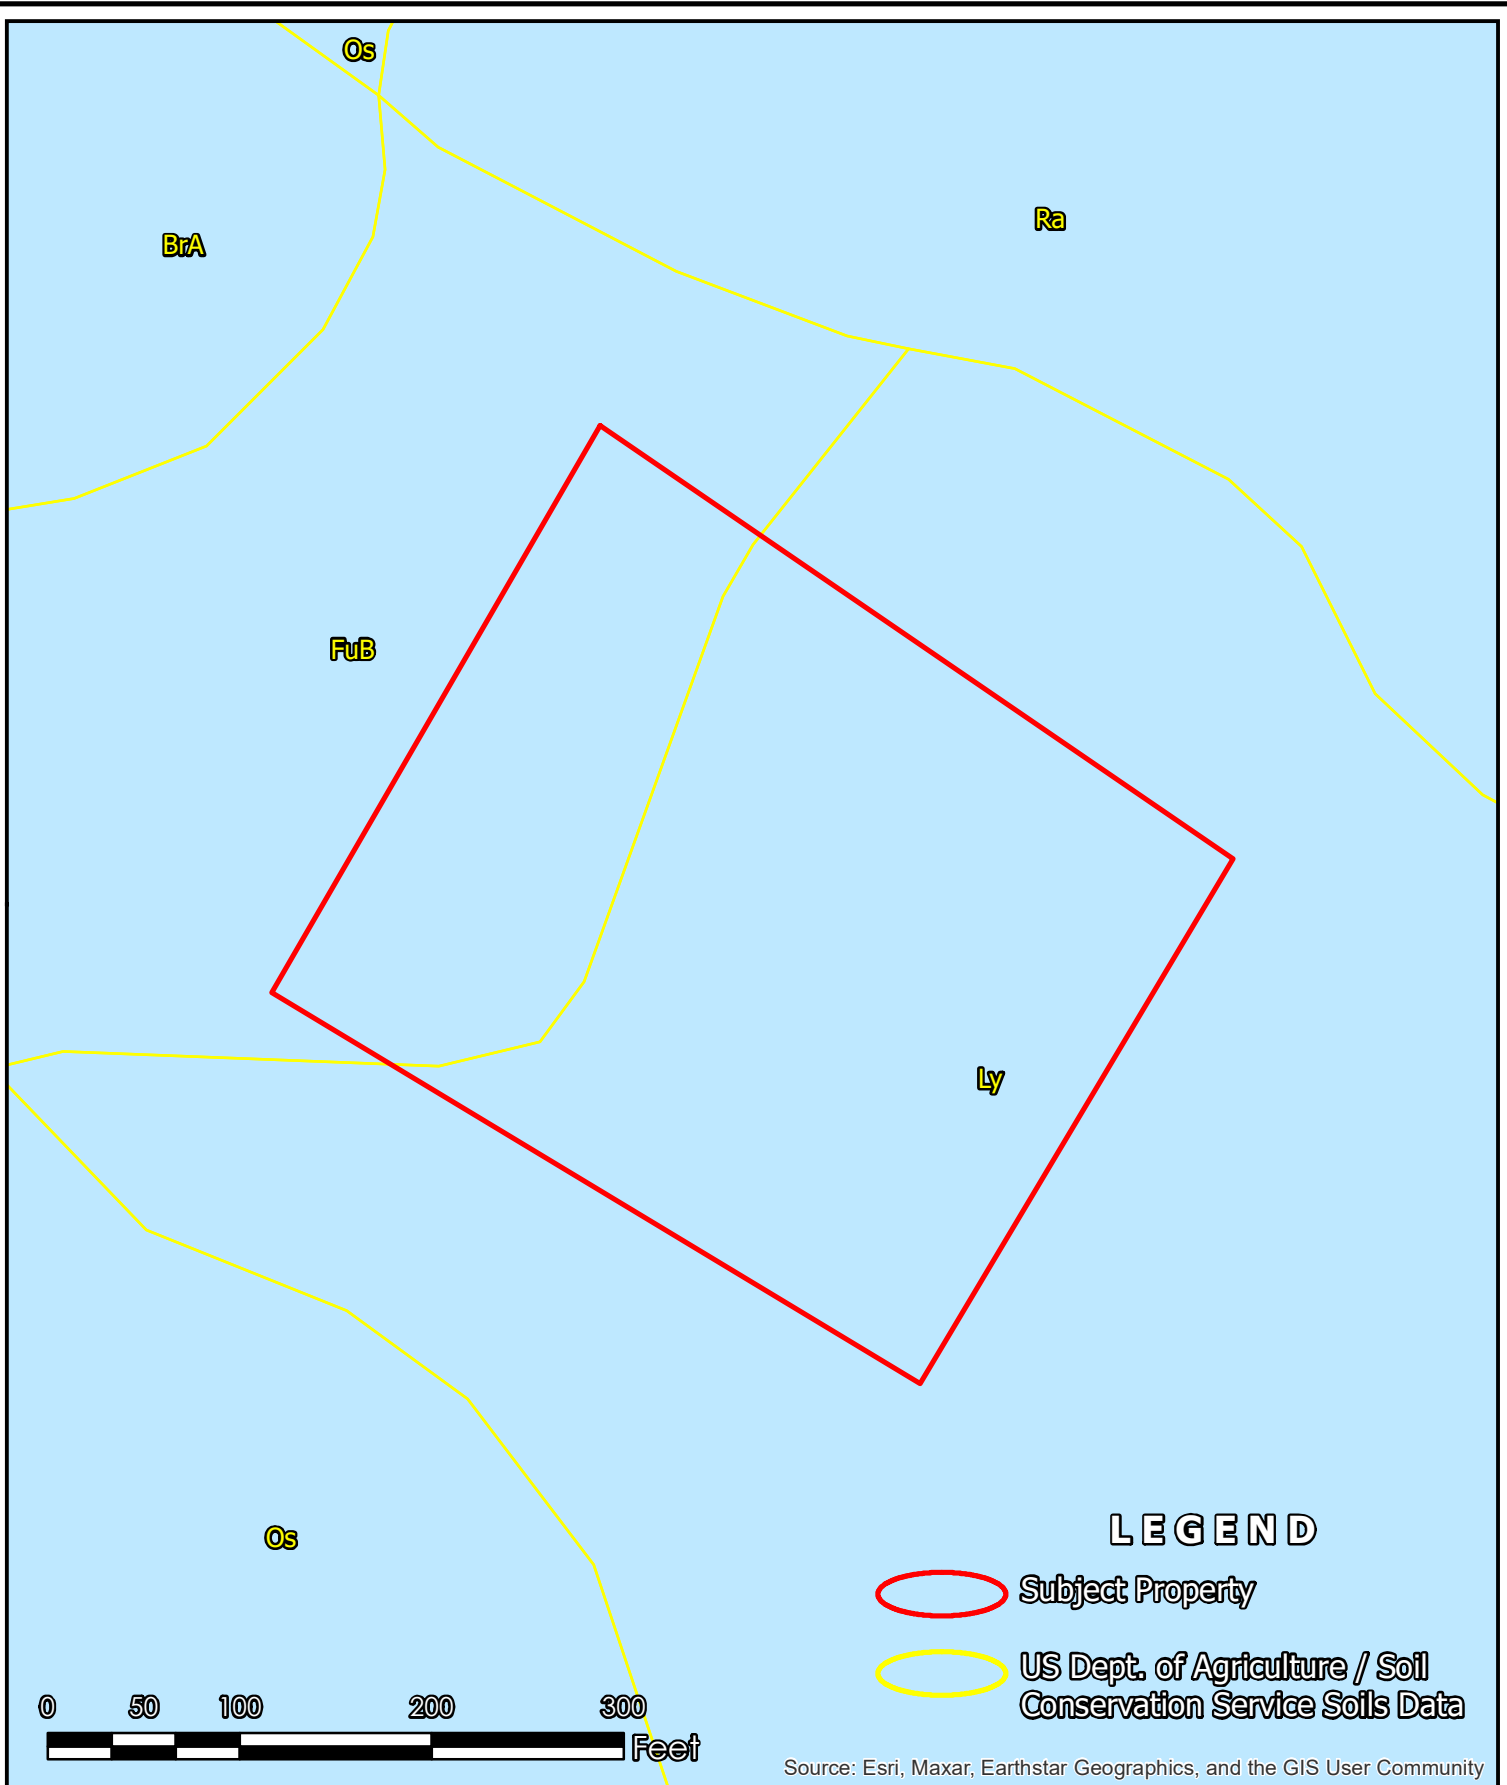 Os
Ra
BrA
FuB
Ly
Os
LEGEND
Subject Property
US Dept. of Agriculture / Soil
Conservation Service Soils Data
0 50 100 200 300
Feet
Source: Esri, Maxar, Earthstar Geographics, and the GIS User Community